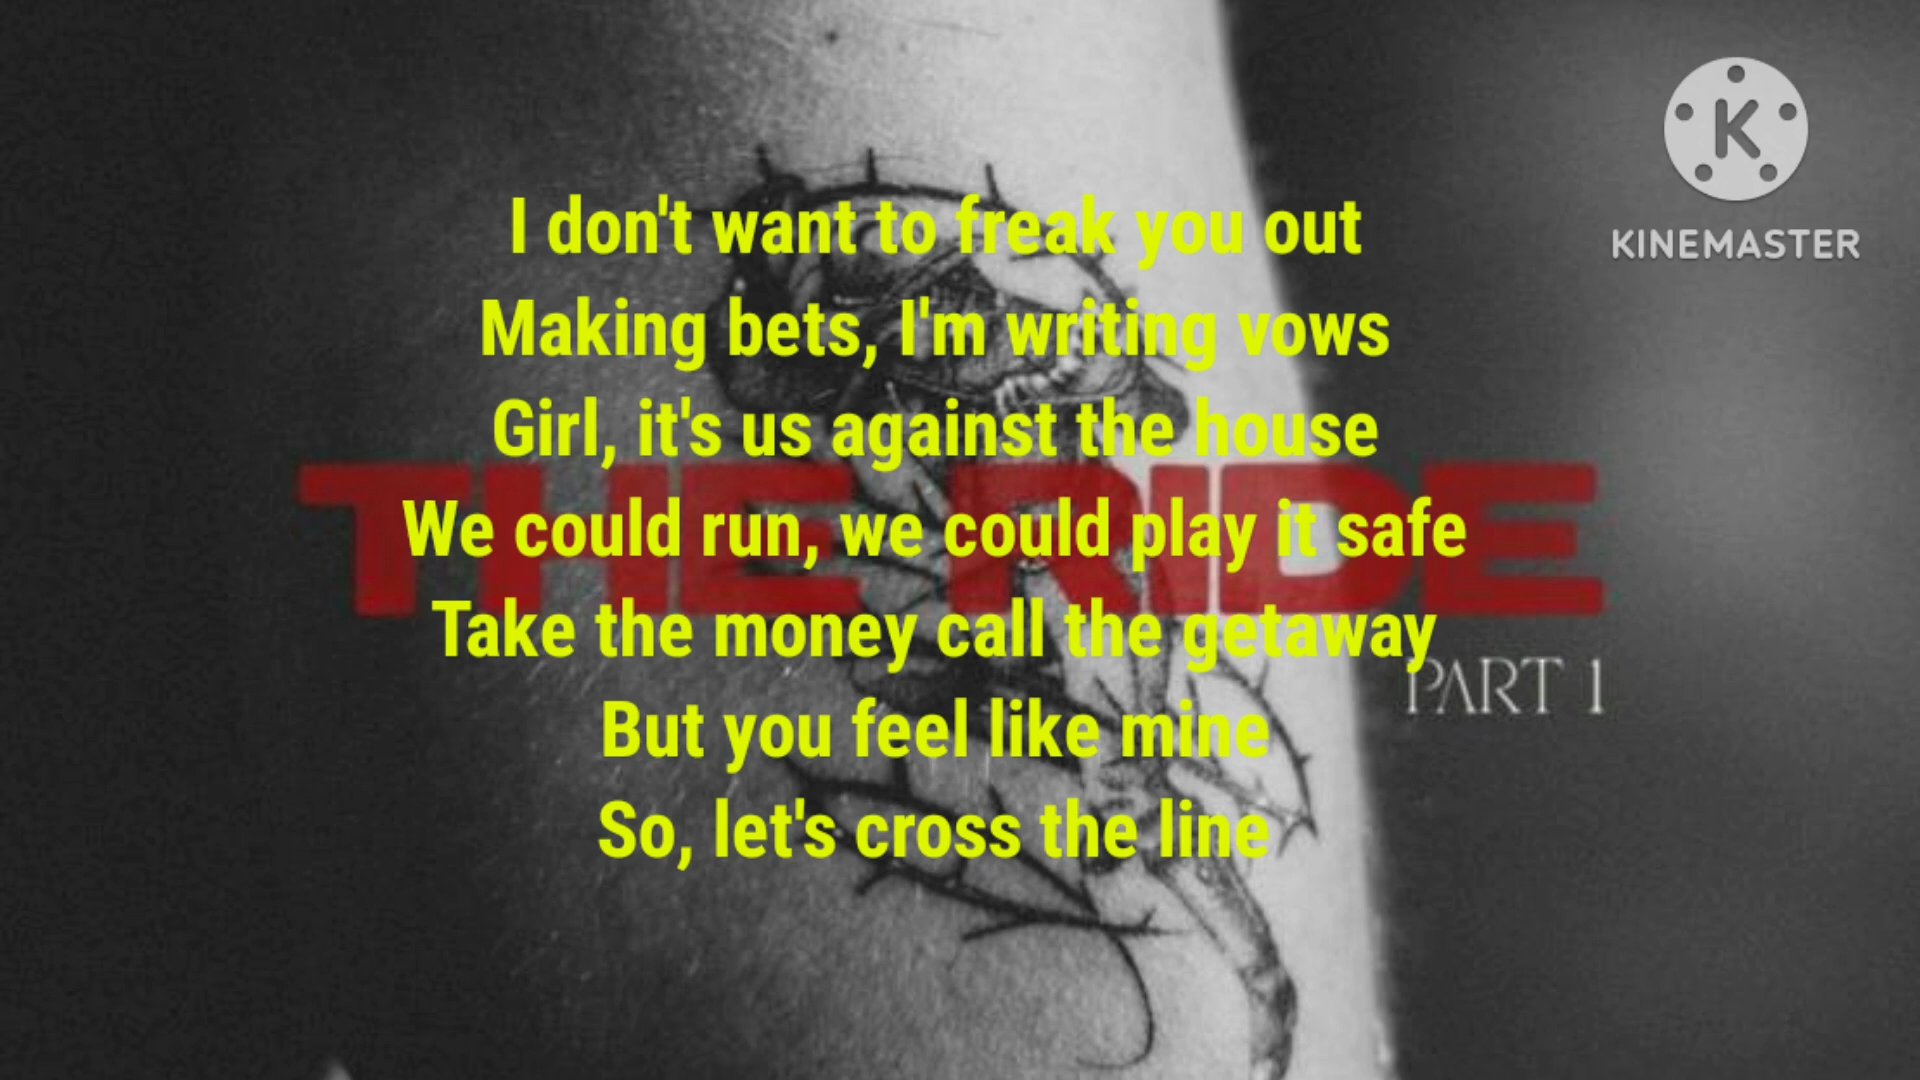 I don't want to freak you out
Making bets, I'm writing vows
Girl, it's us against the house
We could run, we could play it safe
Take the money call the getaway
But you feel like mine
So, let's cross the line
THE RIDE
PART 1
K
KINEMASTER